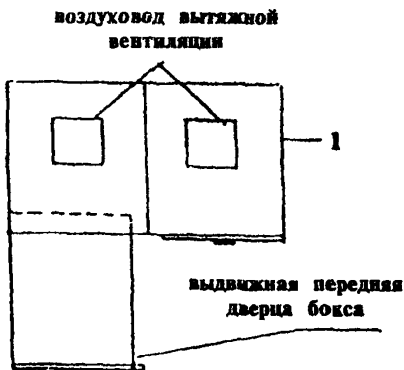 воздуховод вытяжной
вентиляции
1
выдвижная передняя
дверца бокса